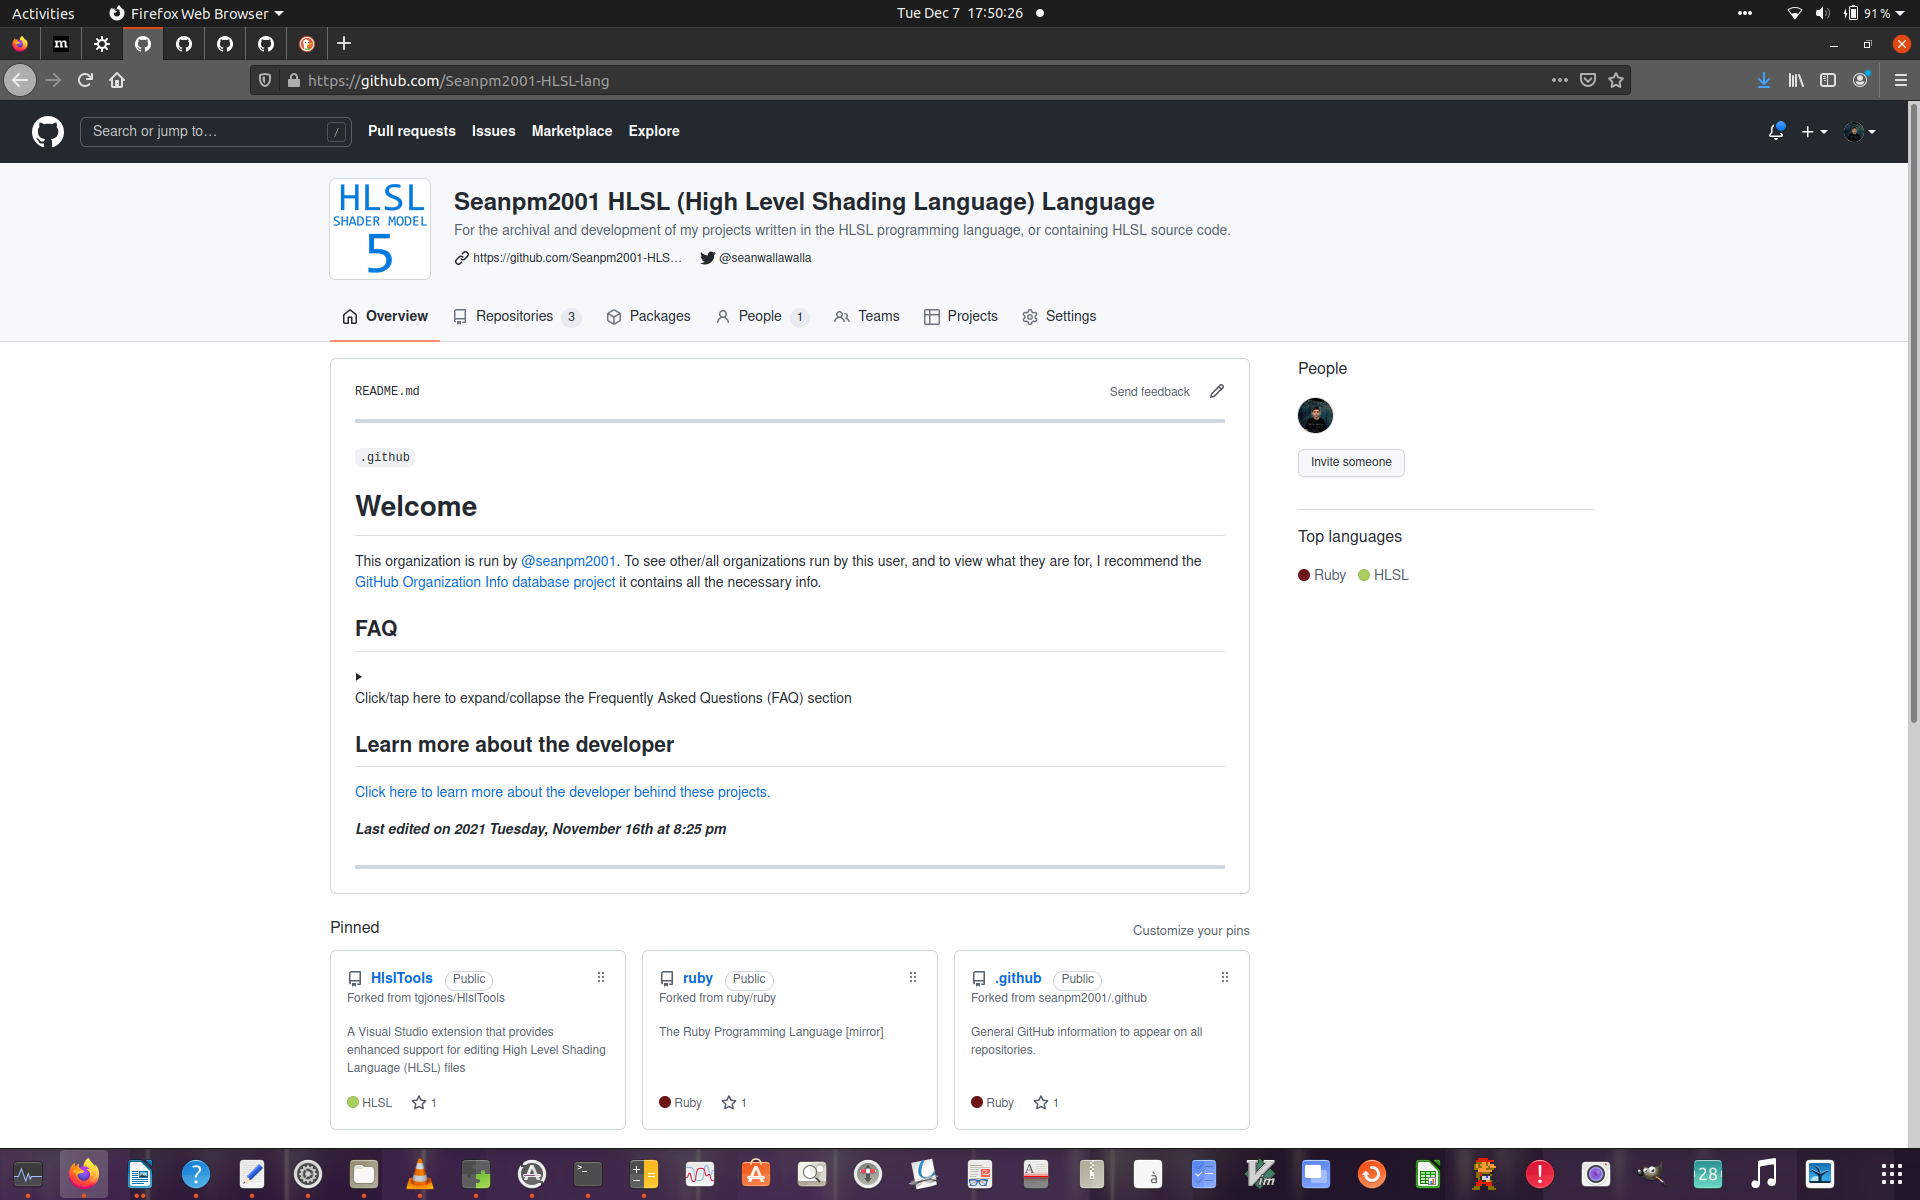 Activities
Firefox Web Browser
Tue Dec 7  17:50:26
91 %
m
https://github.com/Seanpm2001-HLSL-lang
Search or jump to…
/
Pull requests
Issues
Marketplace
Explore
HLSL
SHADER MODEL
5
Seanpm2001 HLSL (High Level Shading Language) Language
For the archival and development of my projects written in the HLSL programming language, or containing HLSL source code.
https://github.com/Seanpm2001-HLS…
@seanwallawalla
Overview
Repositories 3
Packages
People 1
Teams
Projects
Settings
README.md
Send feedback
.github
Welcome
This organization is run by @seanpm2001. To see other/all organizations run by this user, and to view what they are for, I recommend the
GitHub Organization Info database project it contains all the necessary info.
FAQ
Click/tap here to expand/collapse the Frequently Asked Questions (FAQ) section
Learn more about the developer
Click here to learn more about the developer behind these projects.
Last edited on 2021 Tuesday, November 16th at 8:25 pm
People
Invite someone
Top languages
Ruby
HLSL
Pinned
Customize your pins
HlslTools Public
Forked from tgjones/HlslTools
A Visual Studio extension that provides
enhanced support for editing High Level Shading
Language (HLSL) files
HLSL 1
ruby Public
Forked from ruby/ruby
The Ruby Programming Language [mirror]
Ruby 1
.github Public
Forked from seanpm2001/.github
General GitHub information to appear on all
repositories.
Ruby 1
?
A
à
Vim
!
28